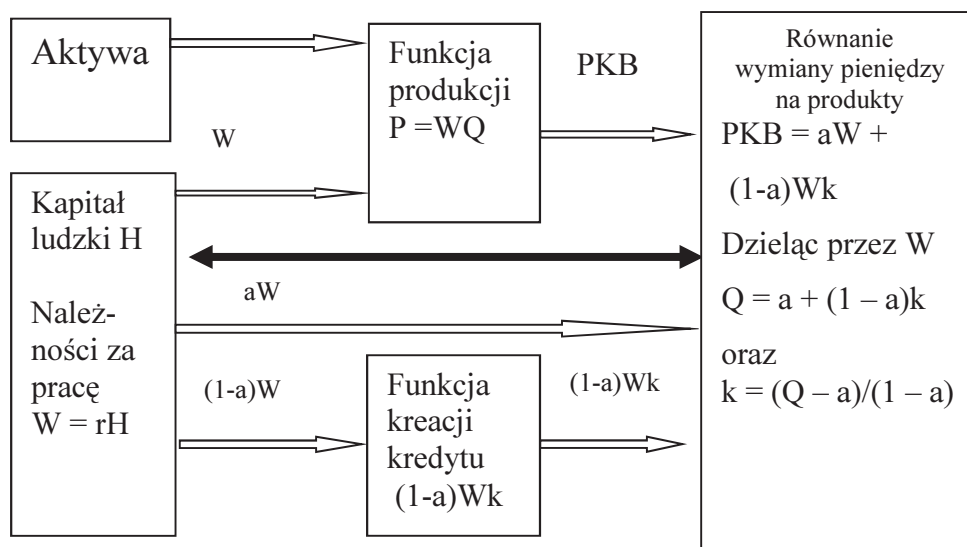 Aktywa
W
Funkcja
produkcji
P =WQ
PKB
Równanie
wymiany pieniędzy
na produkty
PKB = aW +
(1-a)Wk
Dzieląc przez W
Q = a + (1 – a)k
oraz
k = (Q – a)/(1 – a)
Kapitał
ludzki H
Należ-
ności za
pracę
W = rH
aW
(1-a)W
Funkcja
kreacji
kredytu
(1-a)Wk
(1-a)Wk